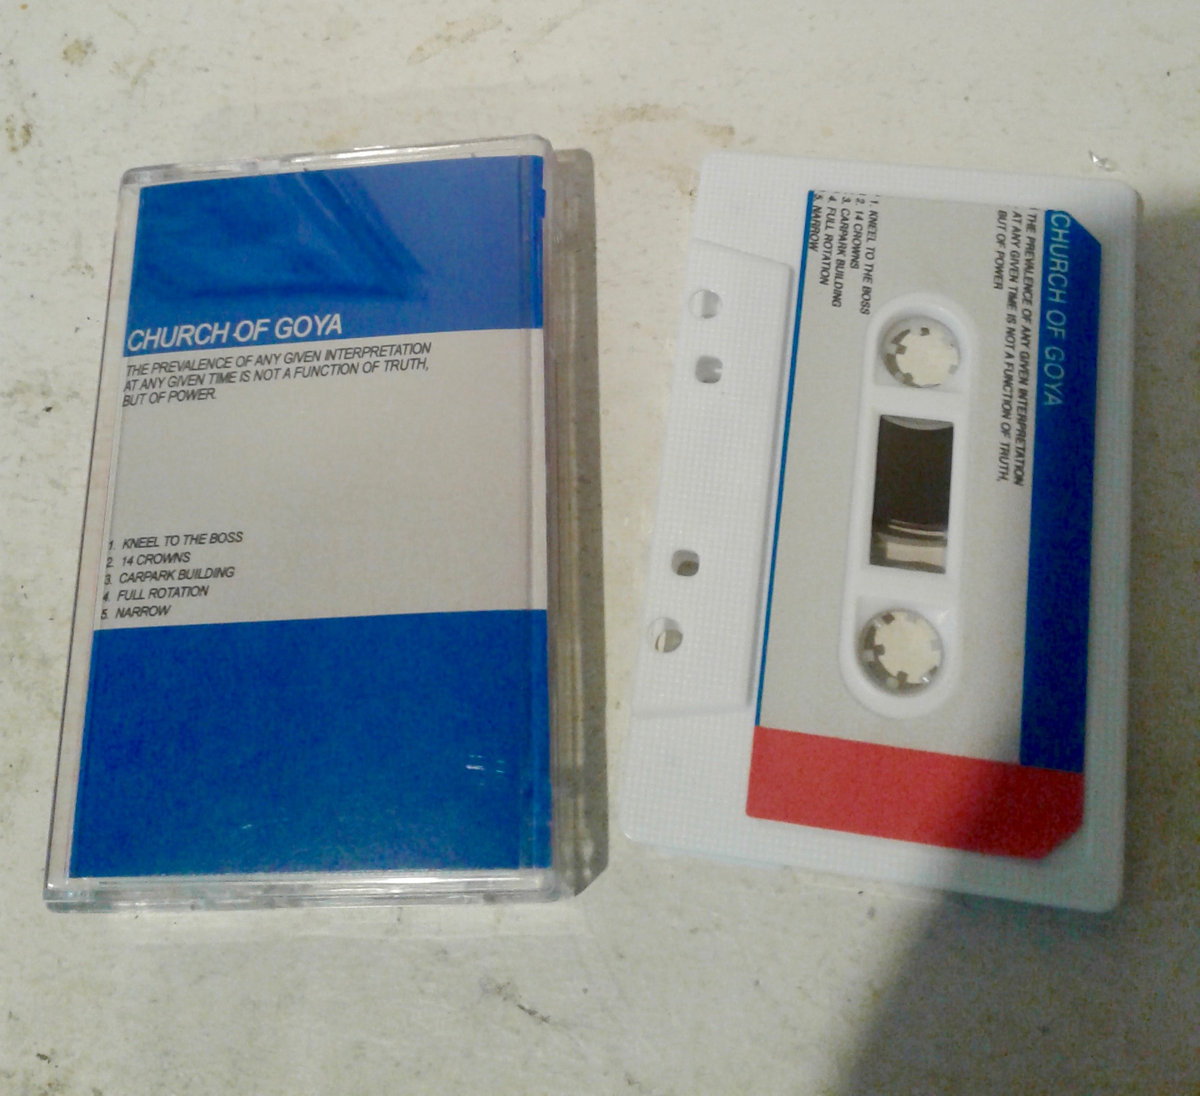 CHURCH OF GOYA
THE PREVALENCE OF ANY GIVEN INTERPRETATION
AT ANY GIVEN TIME IS NOT A FUNCTION OF TRUTH,
BUT OF POWER.
1. KNEEL TO THE BOSS
2. 14 CROWNS
3. CARPARK BUILDING
4. FULL ROTATION
5. NARROW
CHURCH OF GOYA
THE PREVALENCE OF ANY GIVEN INTERPRETATION
AT ANY GIVEN TIME IS NOT A FUNCTION OF TRUTH,
BUT OF POWER
1. KNEEL TO THE BOSS
2. 14 CROWNS
3. CARPARK BUILDING
4. FULL ROTATION
5. NARROW